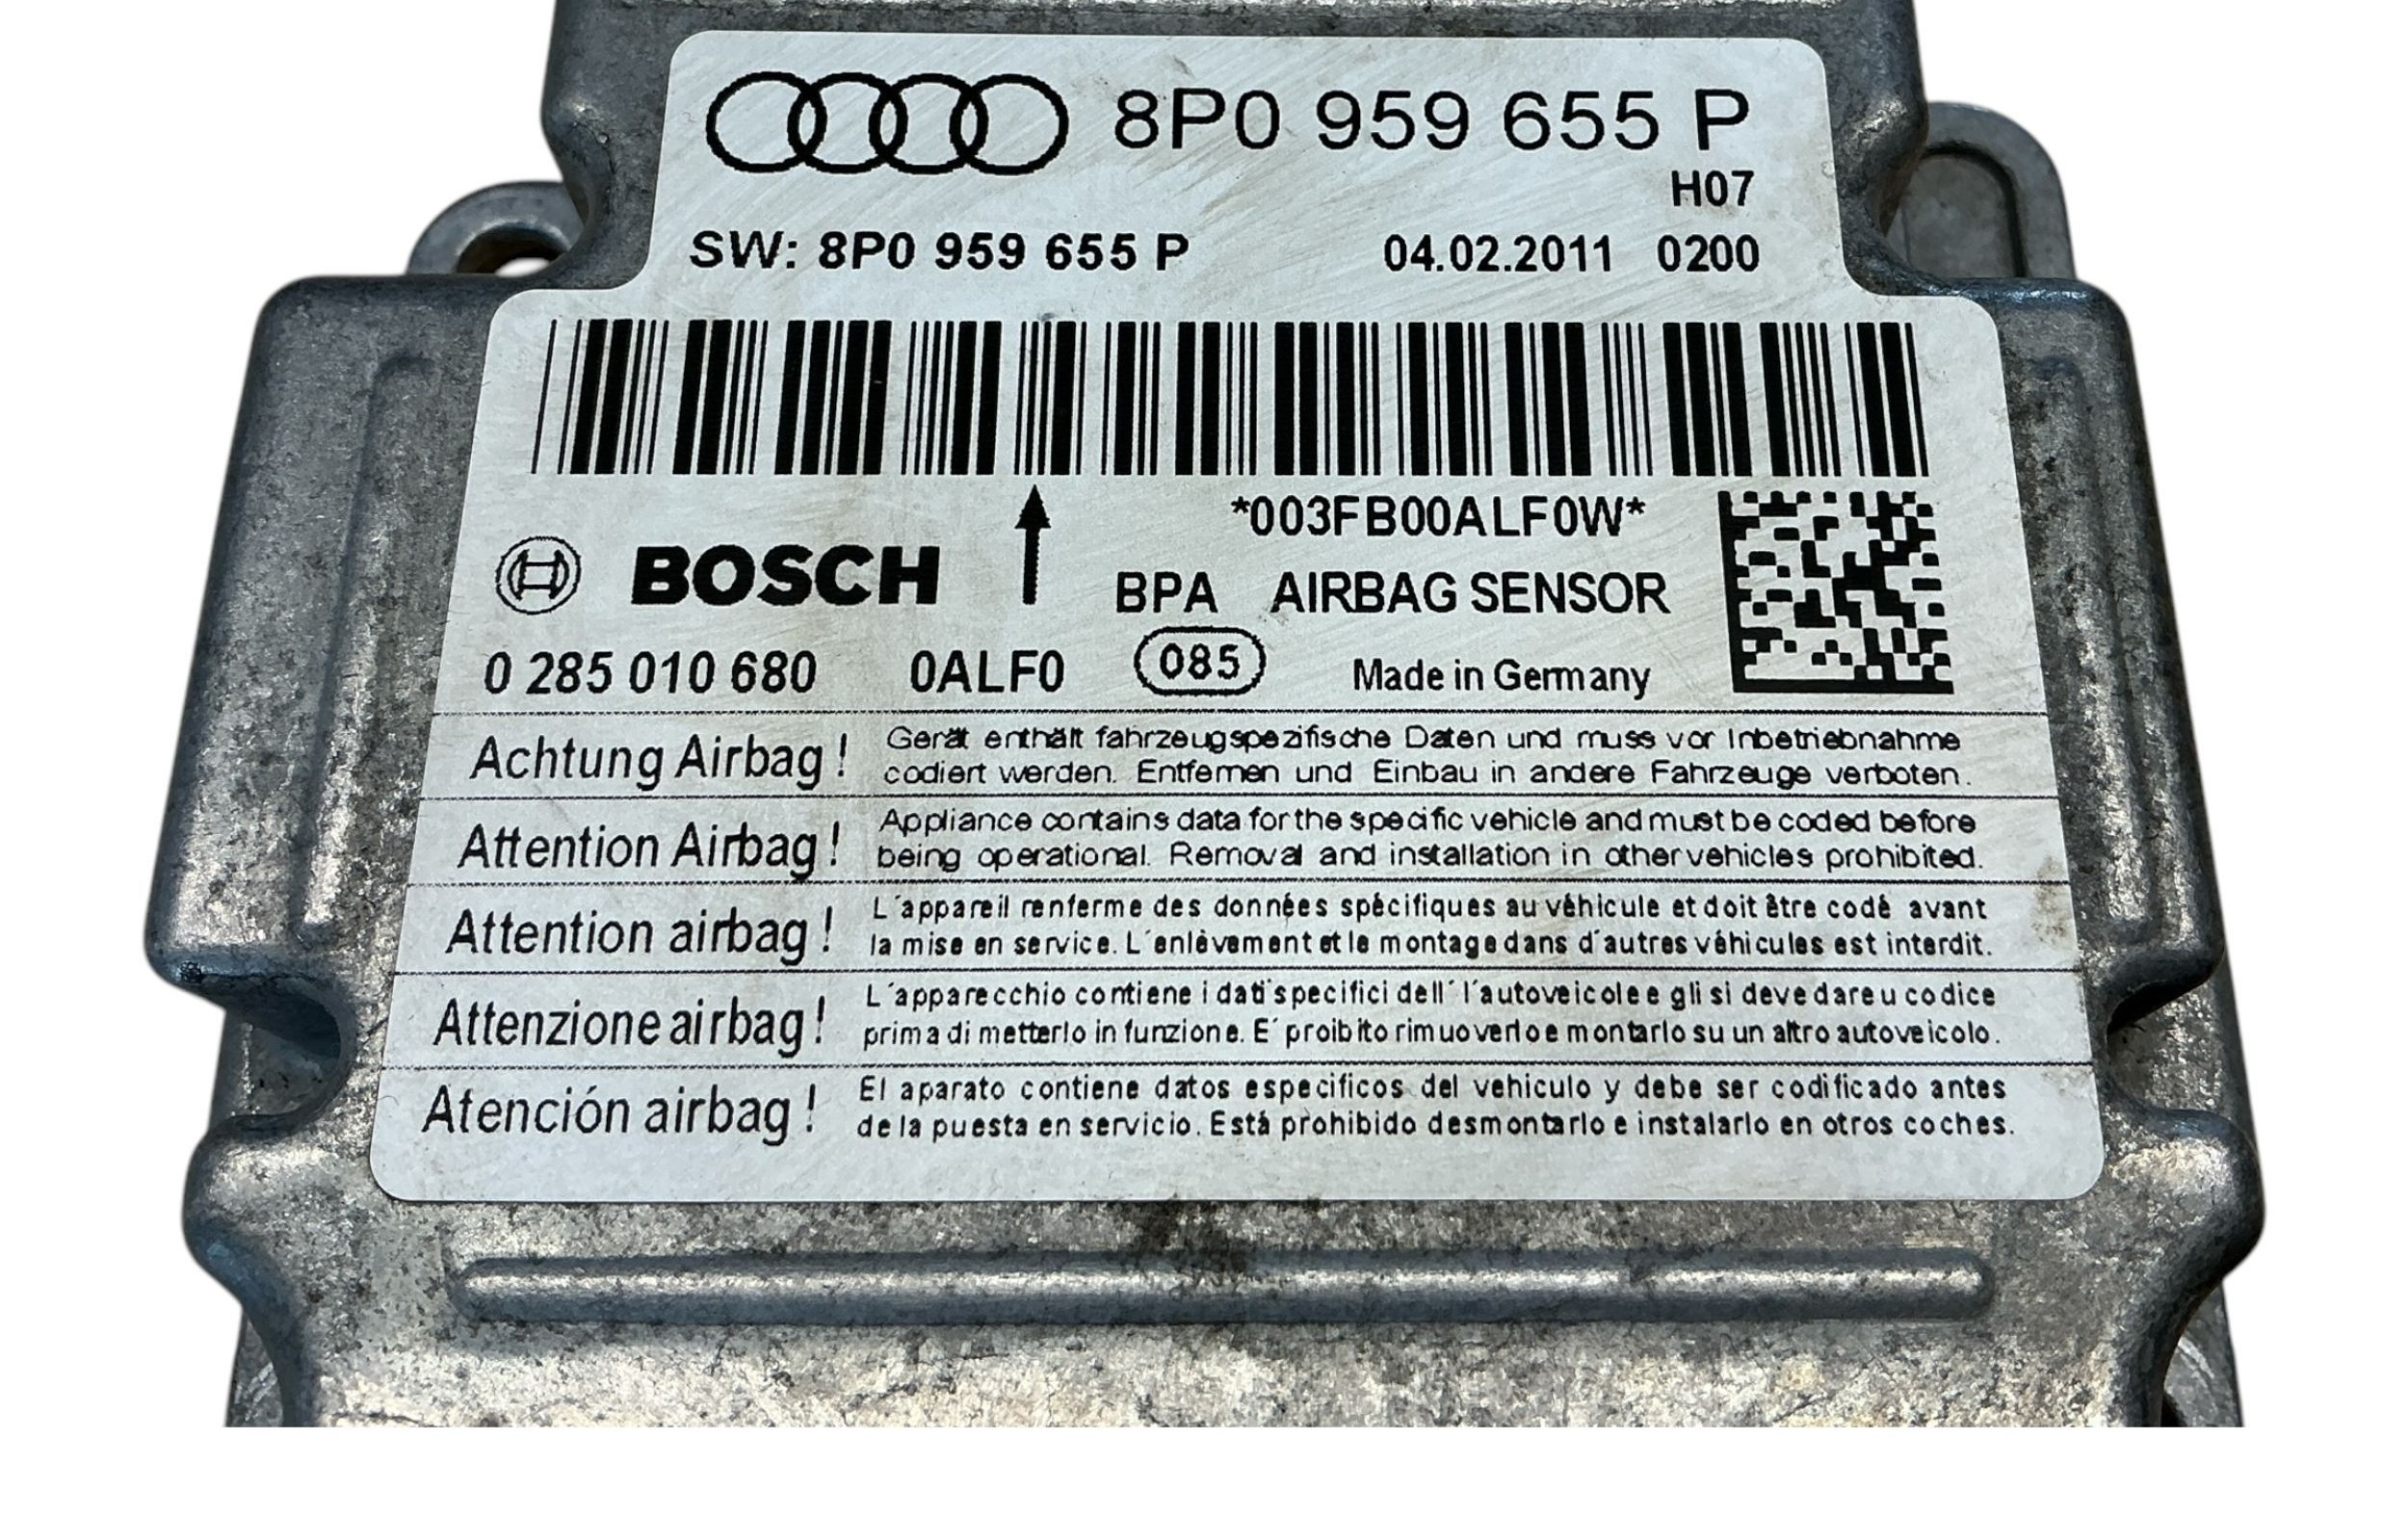 8P0 959 655 P
H07
SW: 8P0 959 655 P 04.02.2011 0200
*003FB00ALF0W*
BOSCH BPA AIRBAG SENSOR
0 285 010 680 0ALF0 085 Made in Germany
Achtung Airbag! Gerät enthält fahrzeugspezifische Daten und muss vor Inbetriebnahme
codiert werden. Entfernen und Einbau in andere Fahrzeuge verboten.
Attention Airbag! Appliance contains data for the specific vehicle and must be coded before
being operational. Removal and installation in other vehicles prohibited.
Attention airbag! L´appareil renferme des données spécifiques au véhicule et doit être codé avant
la mise en service. L´enlèvement et le montage dans d´autres véhicules est interdit.
Attenzione airbag! L´apparecchio contiene i dati specifici dell´ l´autoveicolo e gli si deve dare u codice
prima di metterlo in funzione. E´ proibito rimuoverlo e montarlo su un altro autoveicolo.
Atención airbag! El aparato contiene datos especificos del vehiculo y debe ser codificado antes
de la puesta en servicio. Está prohibido desmontarlo e instalarlo en otros coches.